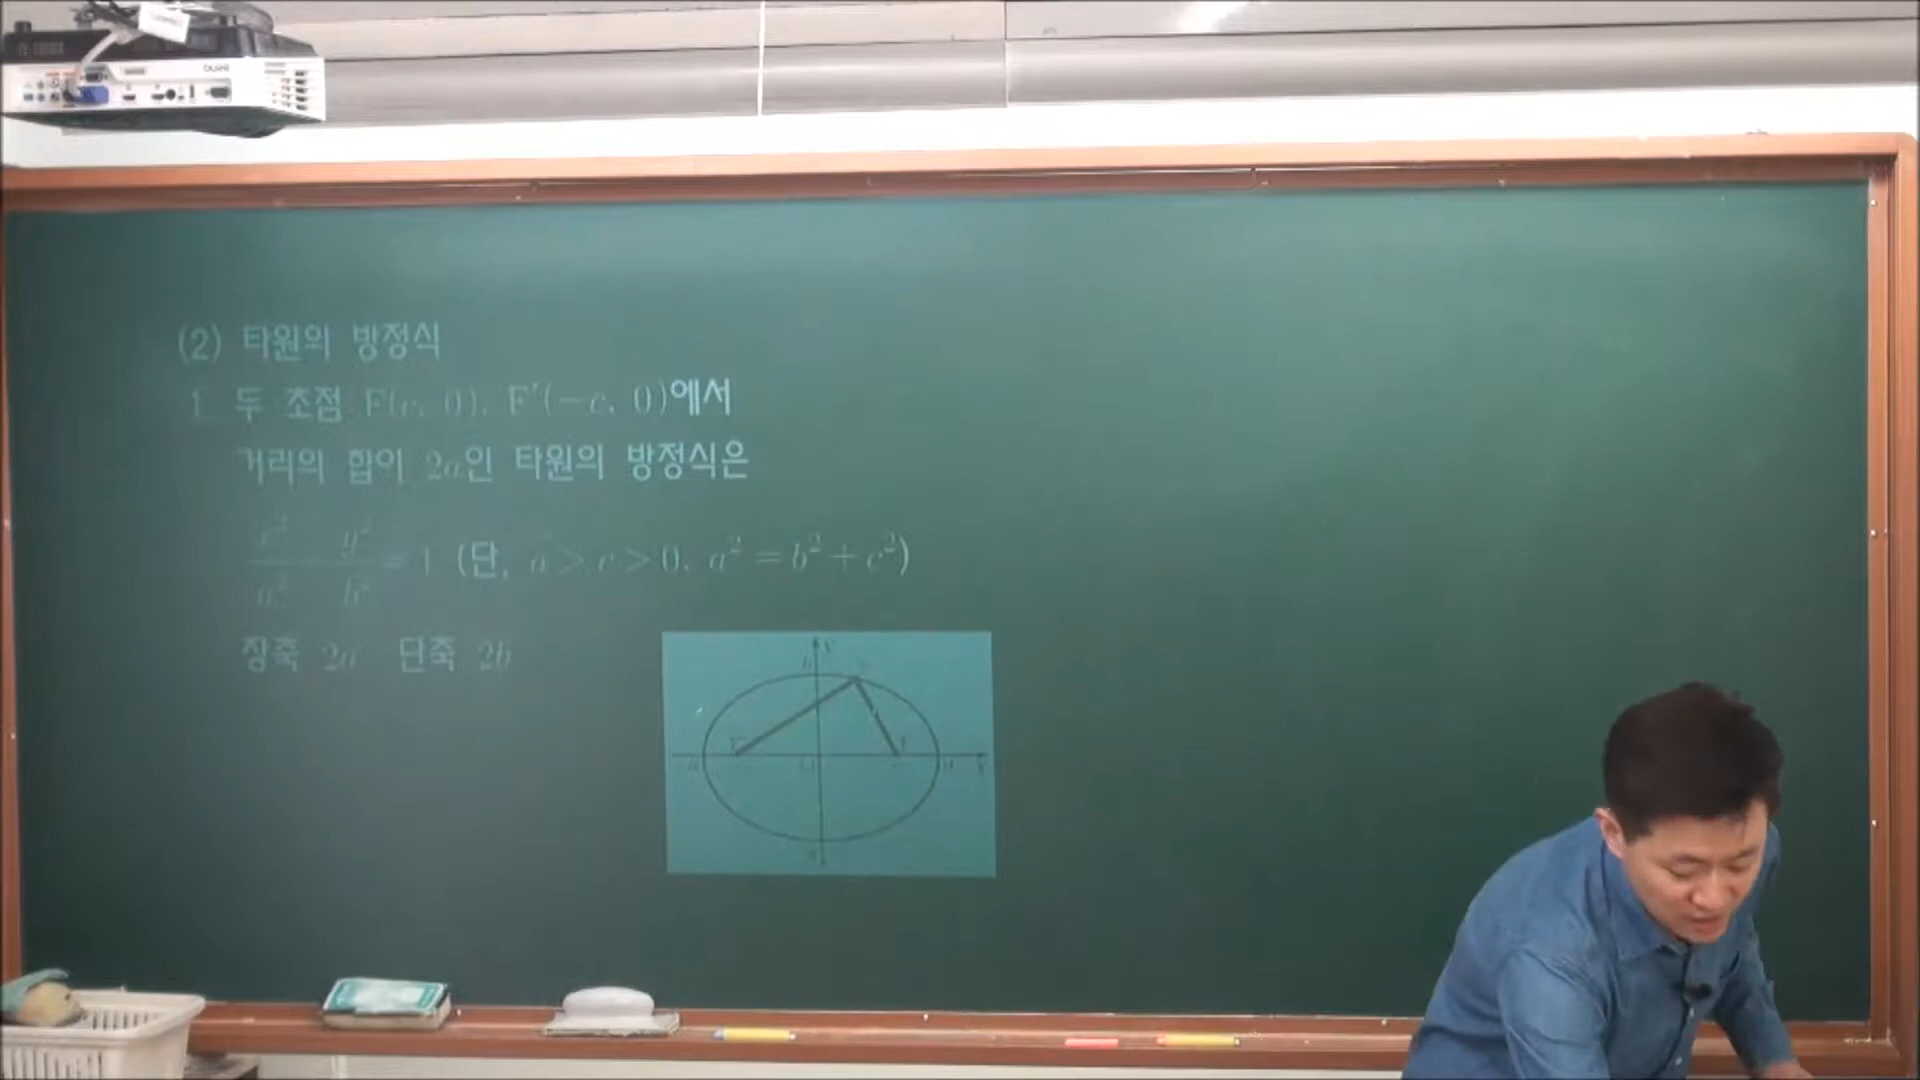 (2) 타원의 방정식
1. 두 초점 F(c, 0), F′(−c, 0)에서
거리의 합이 2a인 타원의 방정식은
x²/a² + y²/b² = 1 (단, a > c > 0, a² = b² + c²)
장축 2a 단축 2b